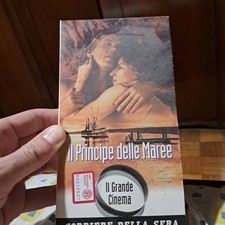 Il Principe delle Maree
Il Grande
Cinema
CORRIERE DELLA SERA